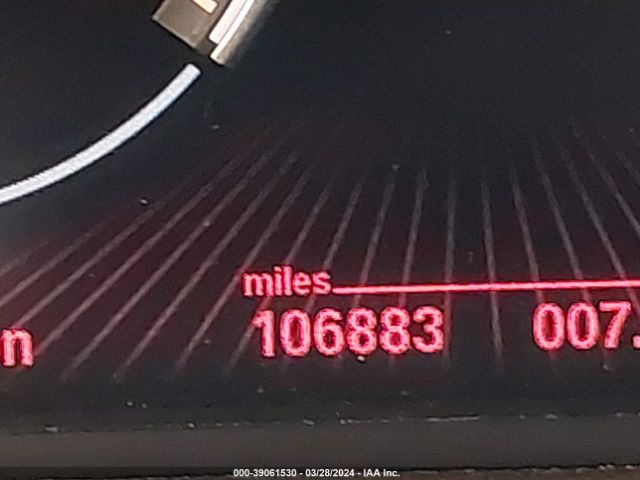 miles
n 106883 007.
000-39061530 - 03/28/2024 - IAA Inc.